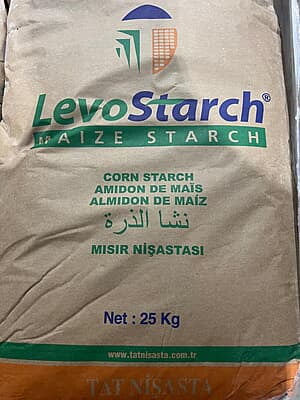 LevoStarch®
MAIZE STARCH
CORN STARCH
AMIDON DE MAÏS
ALMIDON DE MAÍZ
نشا الذرة
MISIR NİŞASTASI
Net : 25 Kg
www.tatnisasta.com.tr
TAT NİŞASTA